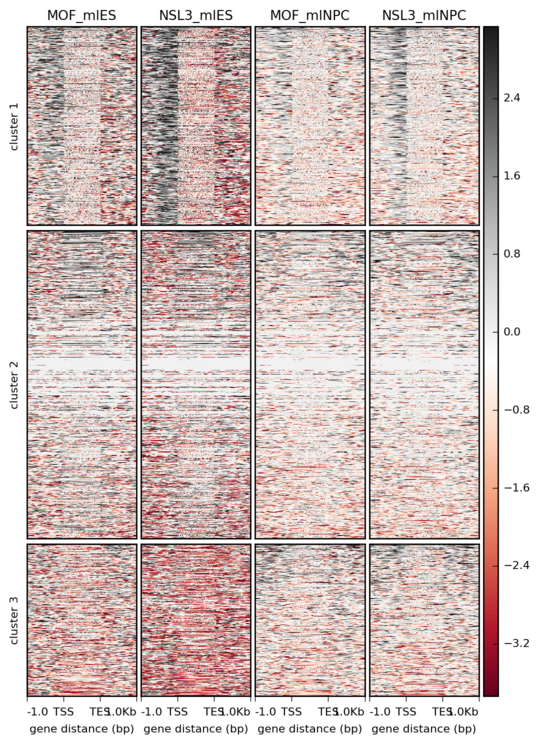 MOF_mIES NSL3_mIES MOF_mINPC NSL3_mINPC
cluster 1
cluster 2
cluster 3
2.4
1.6
0.8
0.0
−0.8
−1.6
−2.4
−3.2
-1.0 TSS TES 1.0Kb -1.0 TSS TES 1.0Kb -1.0 TSS TES 1.0Kb -1.0 TSS TES 1.0Kb
gene distance (bp) gene distance (bp) gene distance (bp) gene distance (bp)